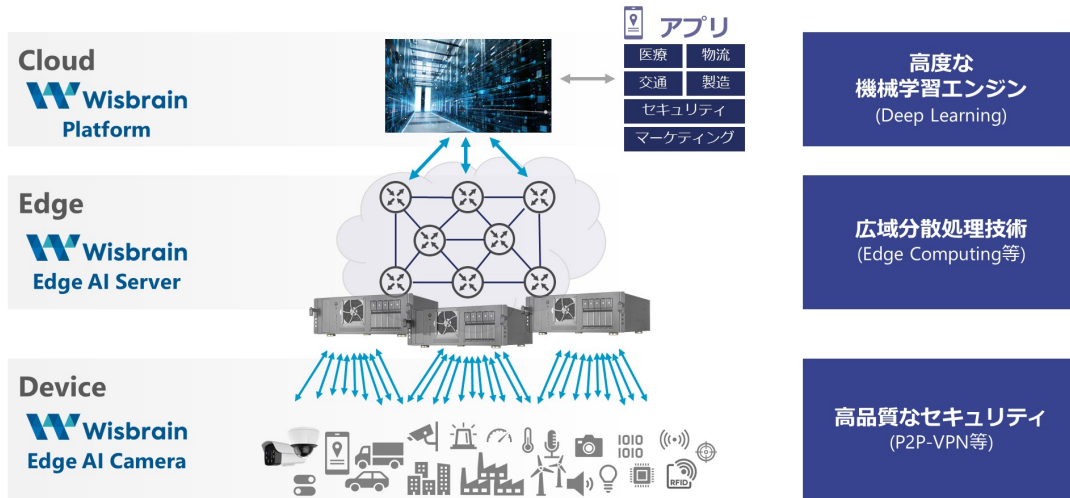 Cloud
Wisbrain
Platform
アプリ
医療
物流
交通
製造
セキュリティ
マーケティング
高度な
機械学習エンジン
(Deep Learning)
Edge
Wisbrain
Edge AI Server
広域分散処理技術
(Edge Computing等)
Device
Wisbrain
Edge AI Camera
IOIO
IOIO
RFID
高品質なセキュリティ
(P2P-VPN等)